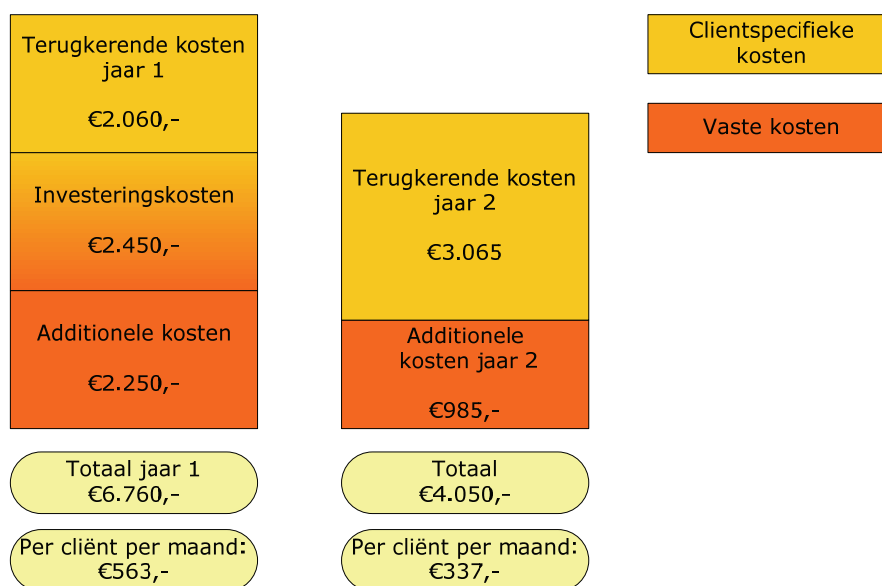 Terugkerende kosten
jaar 1
€2.060,-
Investeringskosten
€2.450,-
Additionele kosten
€2.250,-
Totaal jaar 1
€6.760,-
Per cliënt per maand:
€563,-
Terugkerende kosten
jaar 2
€3.065
Additionele
kosten jaar 2
€985,-
Totaal
€4.050,-
Per cliënt per maand:
€337,-
Clientspecifieke
kosten
Vaste kosten